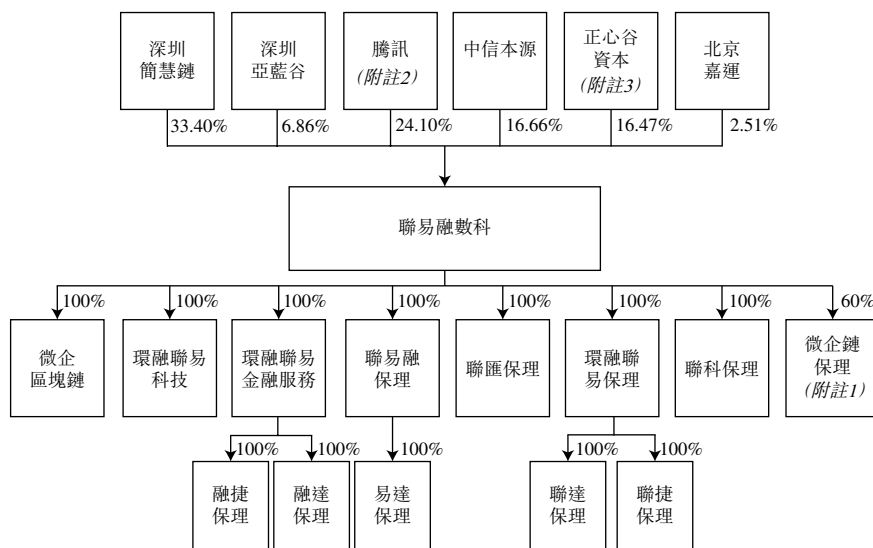 深圳
簡慧鏈
深圳
亞藍谷
騰訊
(附註2)
中信本源
正心谷
資本
(附註3)
北京
嘉運
33.40%
6.86%
24.10%
16.66%
16.47%
2.51%
聯易融數科
100%
100%
100%
100%
100%
100%
100%
60%
微企
區塊鏈
環融聯易
科技
環融聯易
金融服務
聯易融
保理
聯匯保理
環融聯
易保理
聯科保理
微企鏈
保理
(附註1)
100%
100%
100%
100%
100%
融捷
保理
融達
保理
易達
保理
聯達
保理
聯捷
保理